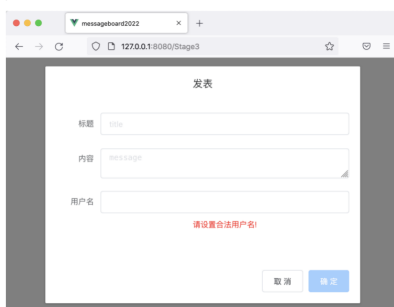 messageboard2022
127.0.0.1:8080/Stage3
发表
标题 title
内容 message
用户名
请设置合法用户名!
取消 确定